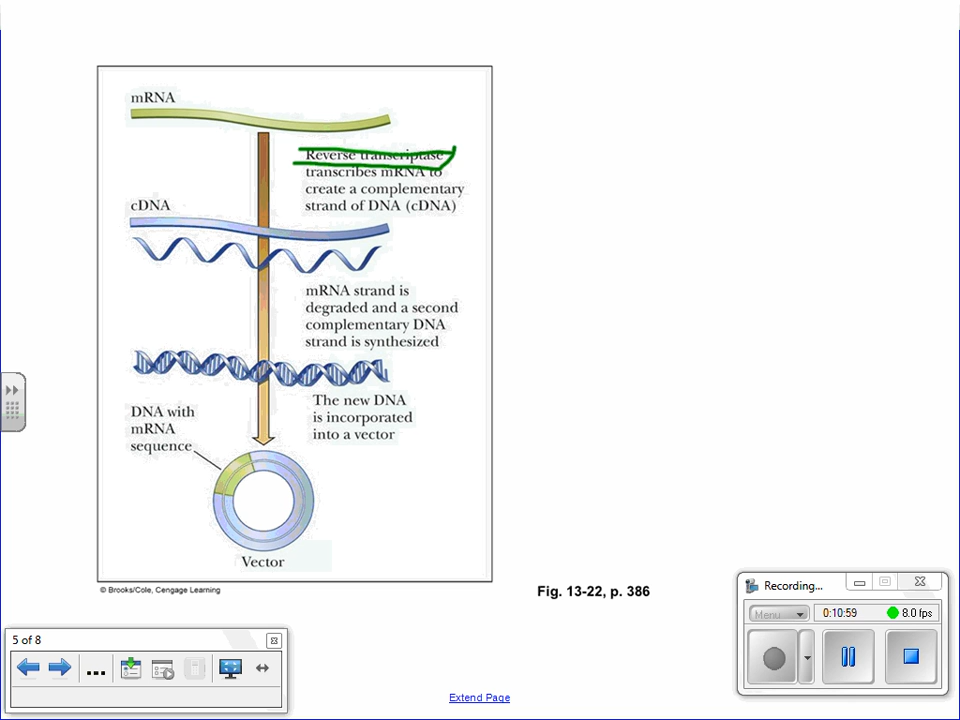 mRNA
Reverse transcriptase
transcribes mRNA to
create a complementary
strand of DNA (cDNA)
cDNA
mRNA strand is
degraded and a second
complementary DNA
strand is synthesized
The new DNA
is incorporated
into a vector
DNA with
mRNA
sequence
Vector
© Brooks/Cole, Cengage Learning
Fig. 13-22, p. 386
Recording...
Menu
0:10:59
8.0 fps
5 of 8
...
Extend Page